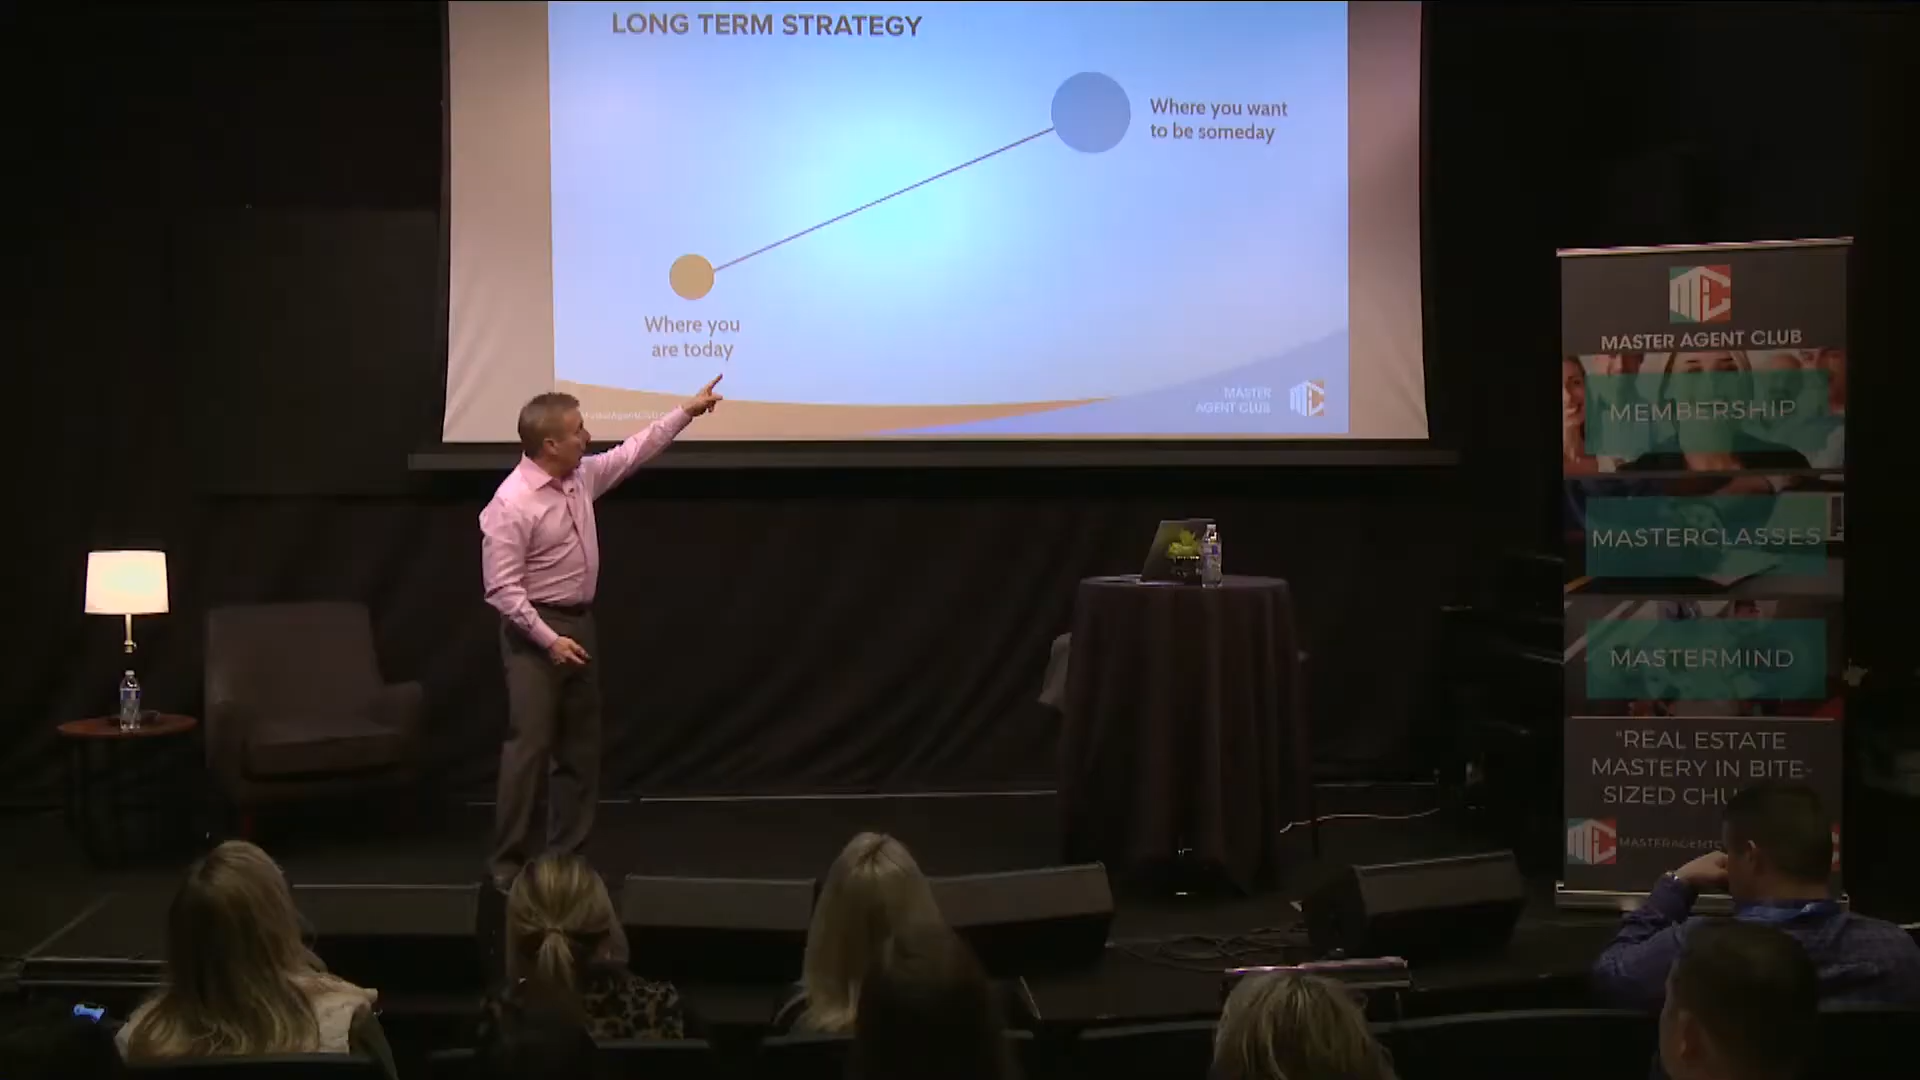 LONG TERM STRATEGY
Where you want
to be someday
Where you
are today
MASTER
AGENT CLUB
MASTER AGENT CLUB
MEMBERSHIP
MASTERCLASSES
MASTERMIND
"REAL ESTATE
MASTERY IN BITE-
SIZED